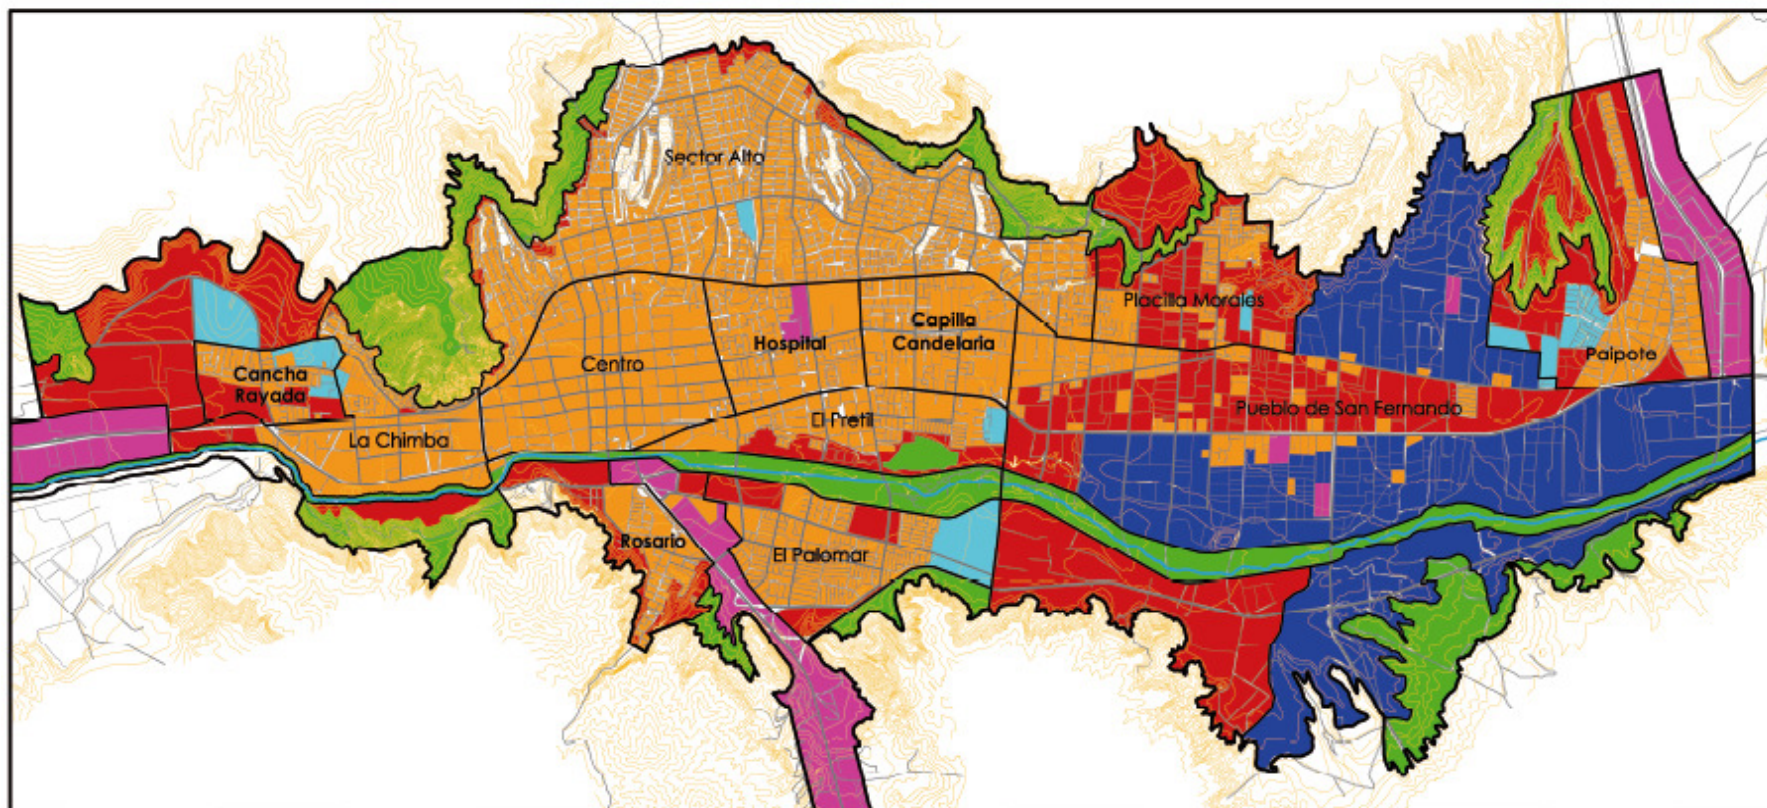 Sector Alto
Placilla Morales
Hospital
Capilla
Candelaria
Centro
Paipote
Cancha
Rayada
Pueblo de San Fernando
El Pretil
La Chimba
Rosario
El Palomar